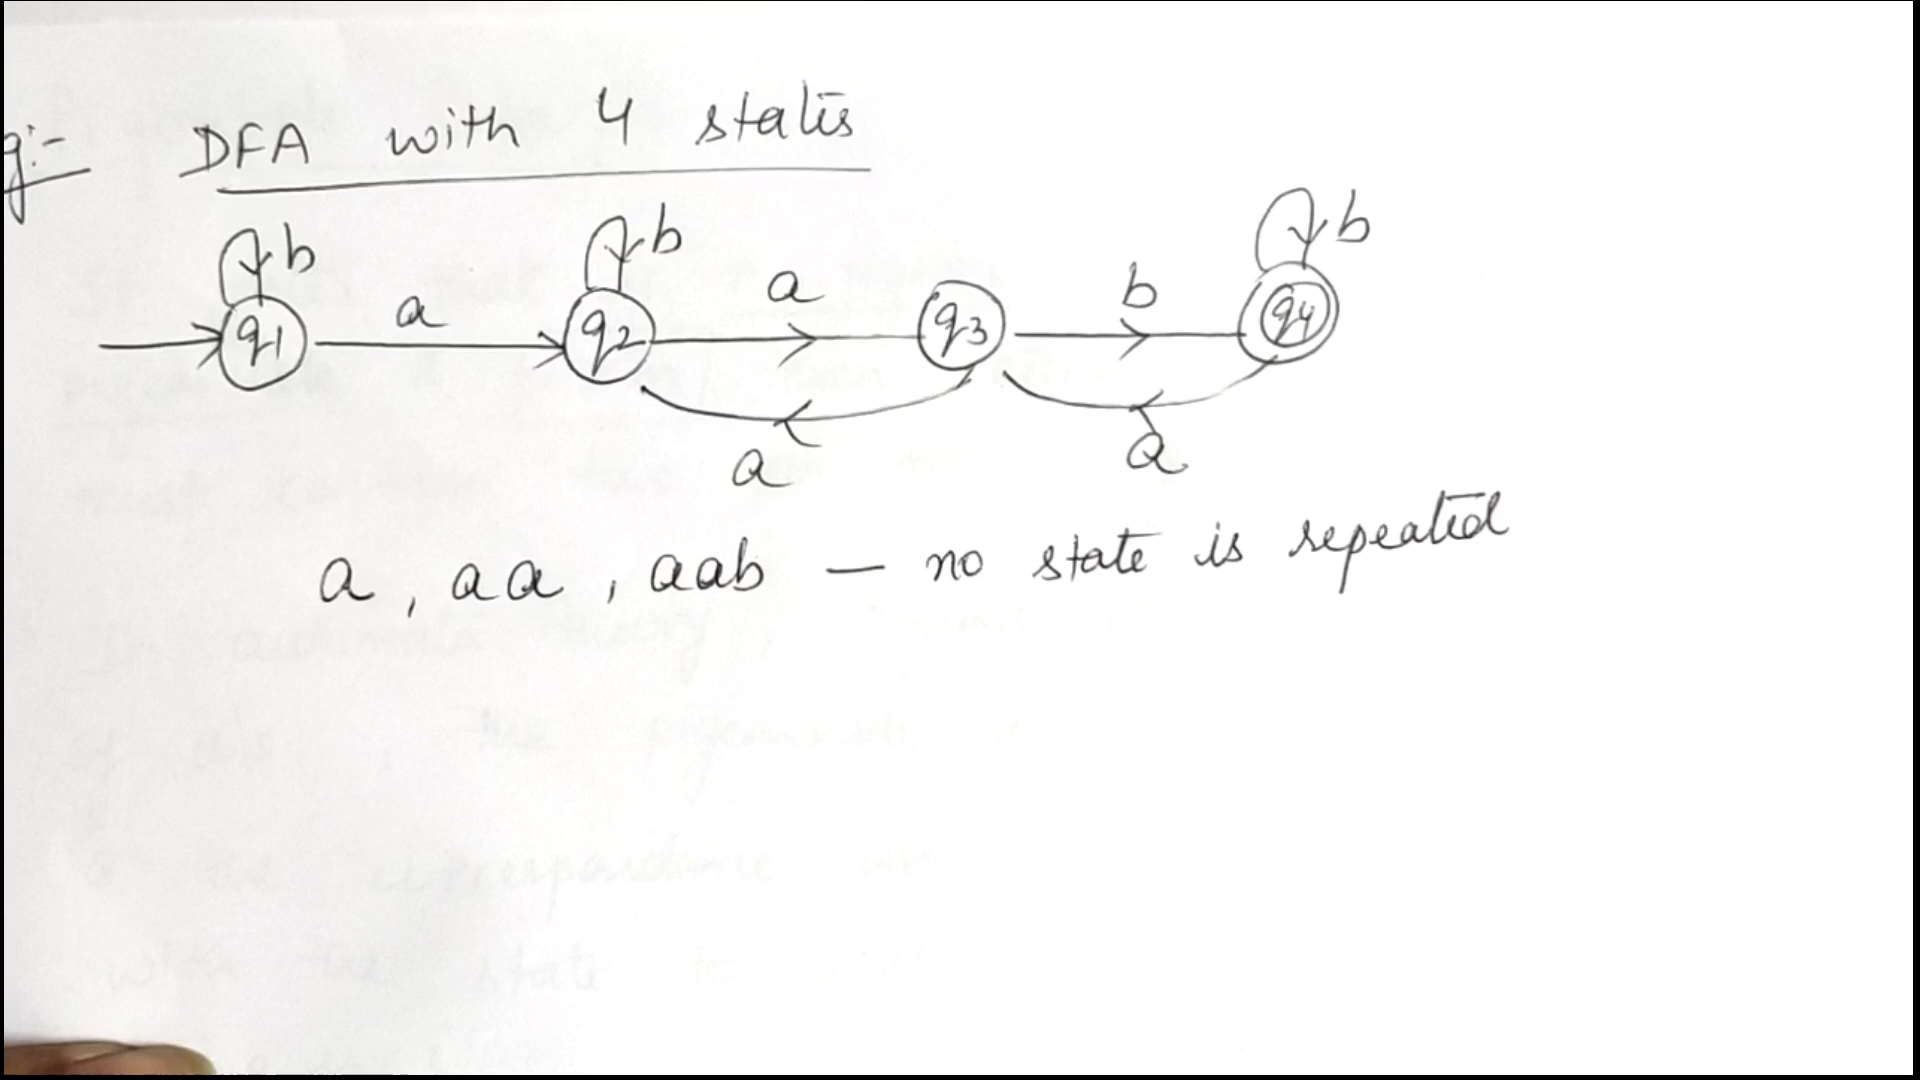 g:- DFA with 4 states
b b b
a a b
q1 q2 q3 q4
a a
a, aa, aab — no state is repeated